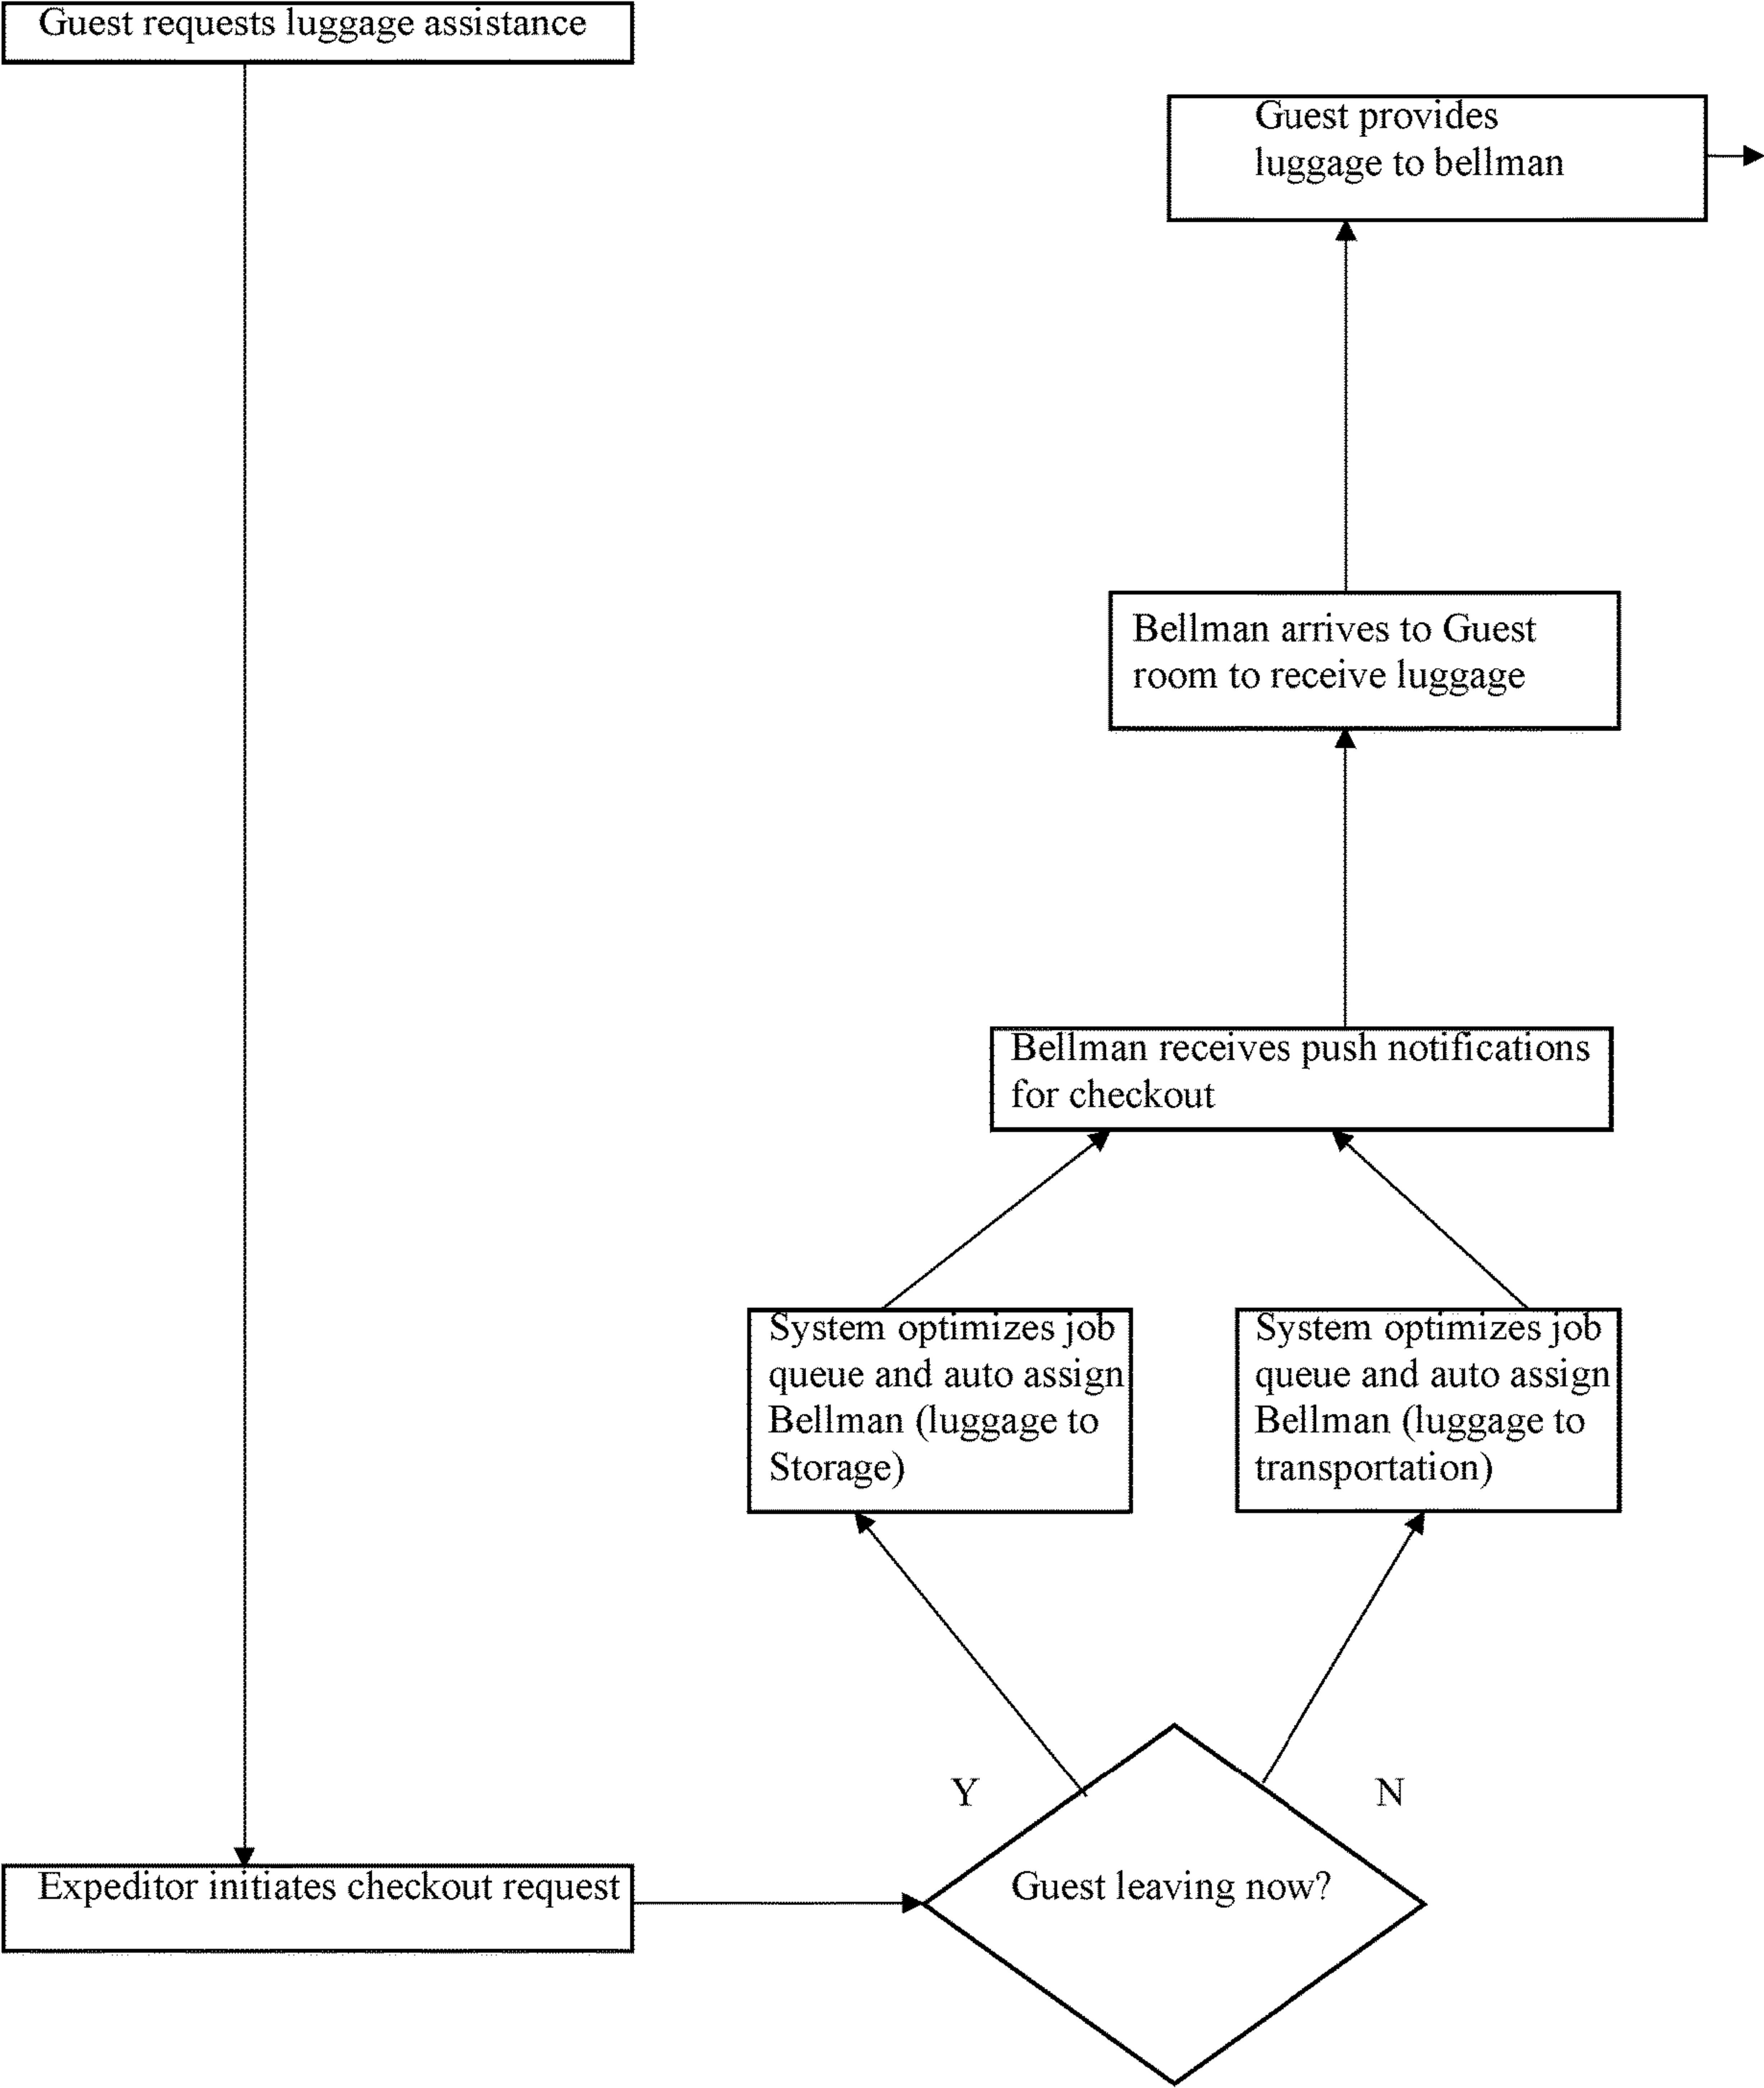 Guest requests luggage assistance
Guest provides
luggage to bellman
Bellman arrives to Guest
room to receive luggage
Bellman receives push notifications
for checkout
System optimizes job
queue and auto assign
Bellman (luggage to
Storage)
System optimizes job
queue and auto assign
Bellman (luggage to
transportation)
Y
N
Expeditor initiates checkout request
Guest leaving now?